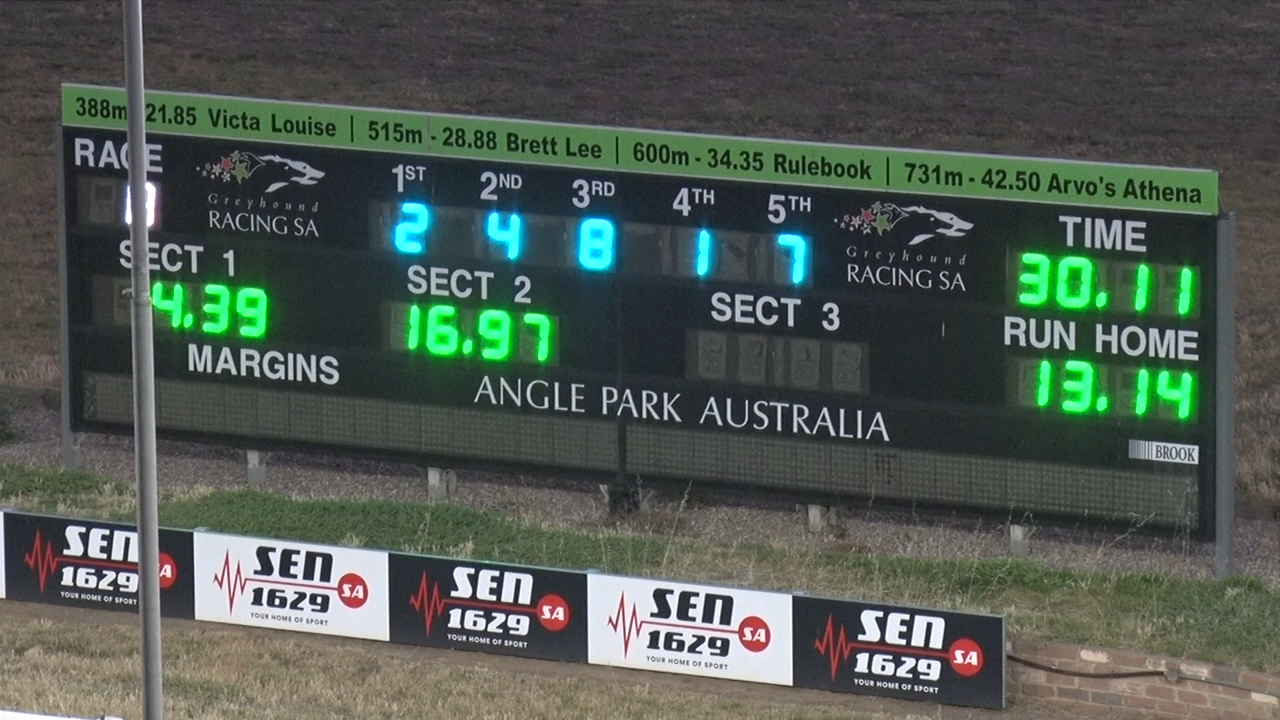 388m 21.85 Victa Louise | 515m - 28.88 Brett Lee | 600m - 34.35 Rulebook | 731m - 42.50 Arvo's Athena
RACE
Greyhound
RACING SA
1ST 2ND 3RD 4TH 5TH
2 4 8 1 7
Greyhound
RACING SA
TIME
30.11
SECT 1
4.39
SECT 2
16.97
SECT 3
RUN HOME
13.14
MARGINS
ANGLE PARK AUSTRALIA
BROOK
SEN
1629 SA
YOUR HOME OF SPORT
SEN
1629 SA
YOUR HOME OF SPORT
SEN
1629 SA
YOUR HOME OF SPORT
SEN
1629 SA
YOUR HOME OF SPORT
SEN
1629 SA
YOUR HOME OF SPORT